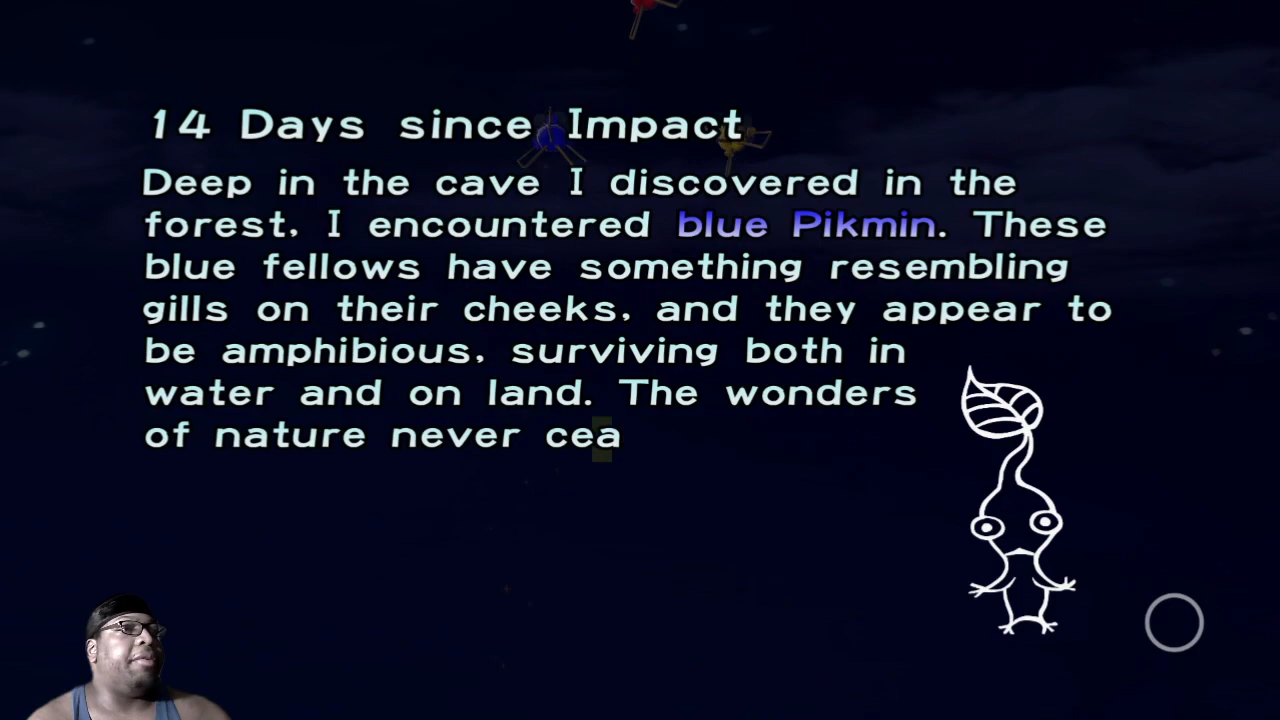 14 Days since Impact
Deep in the cave I discovered in the
forest, I encountered blue Pikmin. These
blue fellows have something resembling
gills on their cheeks, and they appear to
be amphibious, surviving both in
water and on land. The wonders
of nature never cea